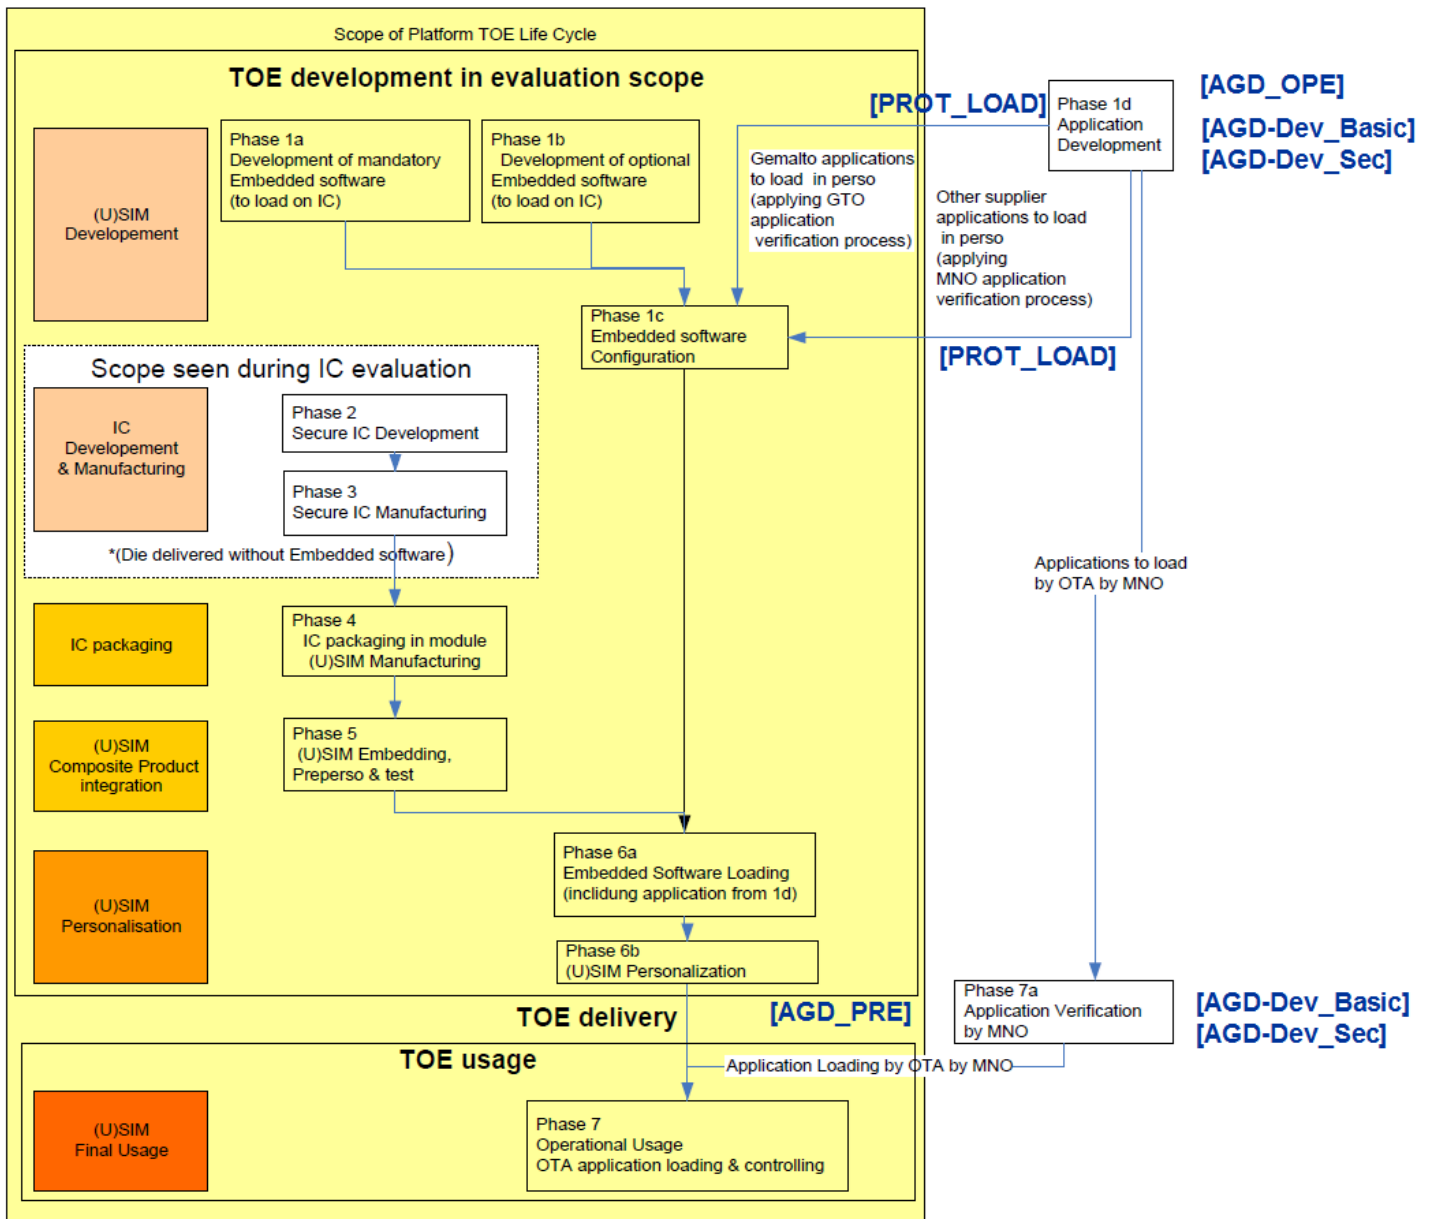 Scope of Platform TOE Life Cycle
TOE development in evaluation scope
[PROT_LOAD]
Phase 1d
Application
Development
[AGD_OPE]
[AGD-Dev_Basic]
[AGD-Dev_Sec]
(U)SIM
Developement
Phase 1a
Development of mandatory
Embedded software
(to load on IC)
Phase 1b
Development of optional
Embedded software
(to load on IC)
Gemalto applications
to load in perso
(applying GTO
application
verification process)
Other supplier
applications to load
in perso
(applying
MNO application
verification process)
Phase 1c
Embedded software
Configuration
[PROT_LOAD]
Scope seen during IC evaluation
IC
Developement
& Manufacturing
Phase 2
Secure IC Development
Phase 3
Secure IC Manufacturing
*(Die delivered without Embedded software)
Applications to load
by OTA by MNO
IC packaging
Phase 4
IC packaging in module
(U)SIM Manufacturing
(U)SIM
Composite Product
integration
Phase 5
(U)SIM Embedding,
Preperso & test
(U)SIM
Personalisation
Phase 6a
Embedded Software Loading
(inclidung application from 1d)
Phase 6b
(U)SIM Personalization
TOE delivery
[AGD_PRE]
Phase 7a
Application Verification
by MNO
[AGD-Dev_Basic]
[AGD-Dev_Sec]
TOE usage
Application Loading by OTA by MNO
(U)SIM
Final Usage
Phase 7
Operational Usage
OTA application loading & controlling